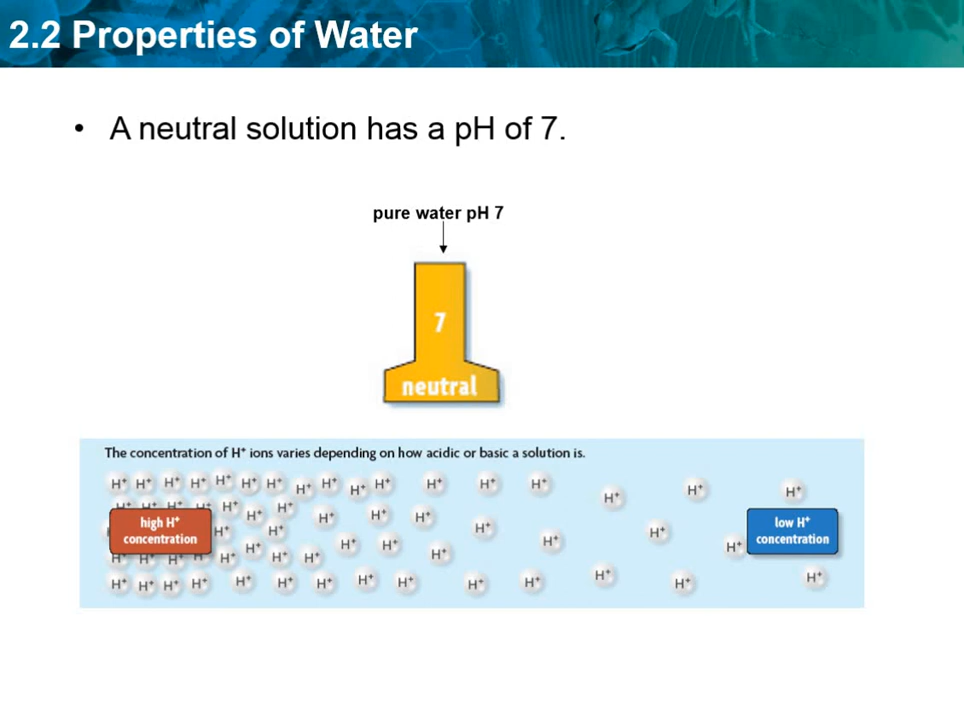 2.2 Properties of Water
• A neutral solution has a pH of 7.
pure water pH 7
7
neutral
The concentration of H⁺ ions varies depending on how acidic or basic a solution is.
H⁺ H⁺ H⁺ H⁺ H⁺ H⁺ H⁺ H⁺ H⁺ H⁺ H⁺ H⁺ H⁺ H⁺ H⁺ H⁺ H⁺
H⁺ H⁺ H⁺ H⁺ H⁺ H⁺ H⁺ H⁺ H⁺ H⁺
high H⁺
concentration
H⁺ H⁺ H⁺ H⁺ H⁺
low H⁺
concentration
H⁺ H⁺ H⁺ H⁺ H⁺ H⁺ H⁺ H⁺ H⁺ H⁺ H⁺ H⁺
H⁺ H⁺ H⁺ H⁺ H⁺ H⁺ H⁺ H⁺ H⁺ H⁺ H⁺ H⁺ H⁺ H⁺